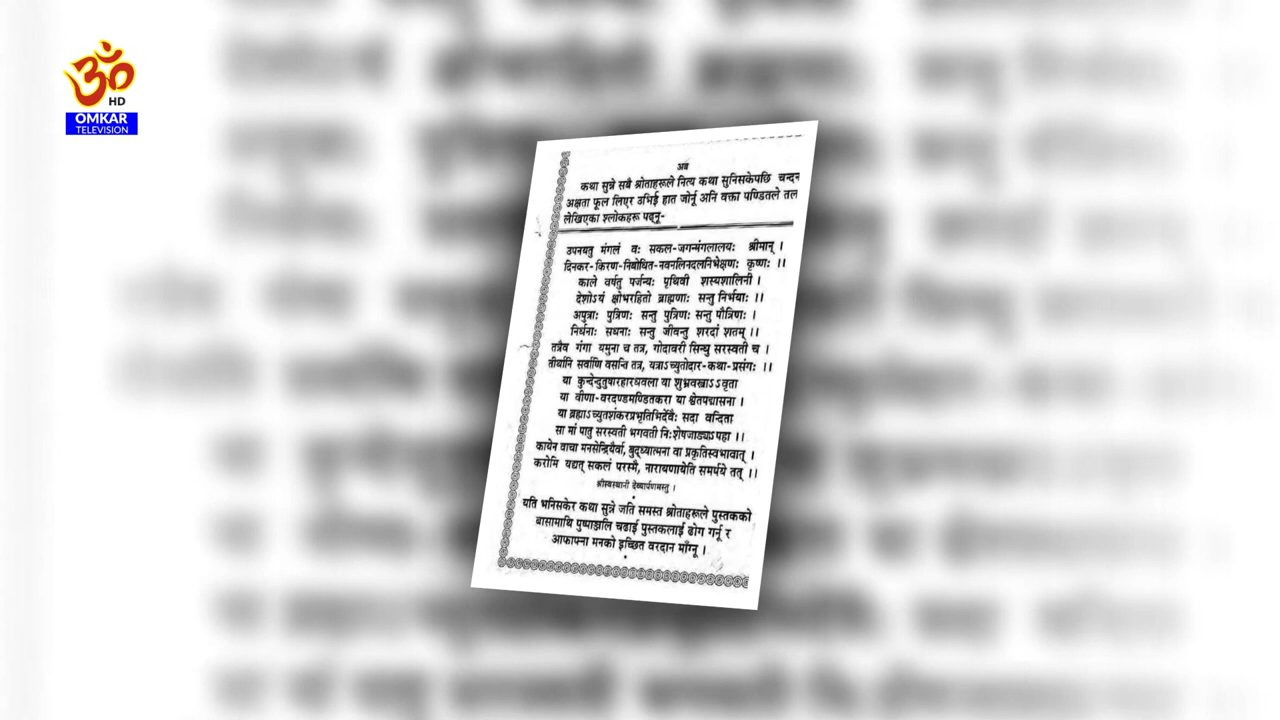 ॐ
HD
OMKAR
TELEVISION
अब
कथा सुन्ने सबै श्रोताहरूले नित्य कथा सुनिसकेपछि चन्दन
अक्षता फूल लिएर उभिई हात जोर्नू अनि वक्ता पण्डितले तल
लेखिएका श्लोकहरू पढ्नू-
उपनयतु मंगलं वः सकल-जगन्मंगलालयः श्रीमान् ।
दिनकर-किरण-निबोधित-नवनलिनदलनिभेक्षणः कृष्णः ।।
काले वर्षतु पर्जन्यः पृथिवी शस्यशालिनी ।
देशोऽयं क्षोभरहितो ब्राह्मणाः सन्तु निर्भयाः ।।
अपुत्राः पुत्रिणः सन्तु पुत्रिणः सन्तु पौत्रिणः ।
निर्धनाः सधनाः सन्तु जीवन्तु शरदां शतम् ।।
तत्रैव गंगा यमुना च तत्र, गोदावरी सिन्धु सरस्वती च ।
तीर्थानि सर्वाणि वसन्ति तत्र, यत्राऽच्युतोदार-कथा-प्रसंगः ।।
या कुन्देन्दुतुषारहारधवला या शुभ्रवस्त्राऽऽवृता
या वीणा-वरदण्डमण्डितकरा या श्वेतपद्मासना ।
या ब्रह्माऽच्युतशंकरप्रभृतिभिर्देवैः सदा वन्दिता
सा मां पातु सरस्वती भगवती निःशेषजाड्याऽपहा ।।
कायेन वाचा मनसेन्द्रियैर्वा, बुद्ध्यात्मना वा प्रकृतिस्वभावात् ।
करोमि यद्यत् सकलं परस्मै, नारायणायेति समर्पये तत् ।।
श्रीस्वस्थानी देव्यार्पणमस्तु ।
यति भनिसकेर कथा सुन्ने जति समस्त श्रोताहरूले पुस्तकको
बासामाथि पुष्पाञ्जलि चढाई पुस्तकलाई ढोग गर्नू र
आफाफ्ना मनको इच्छित वरदान माँग्नू ।